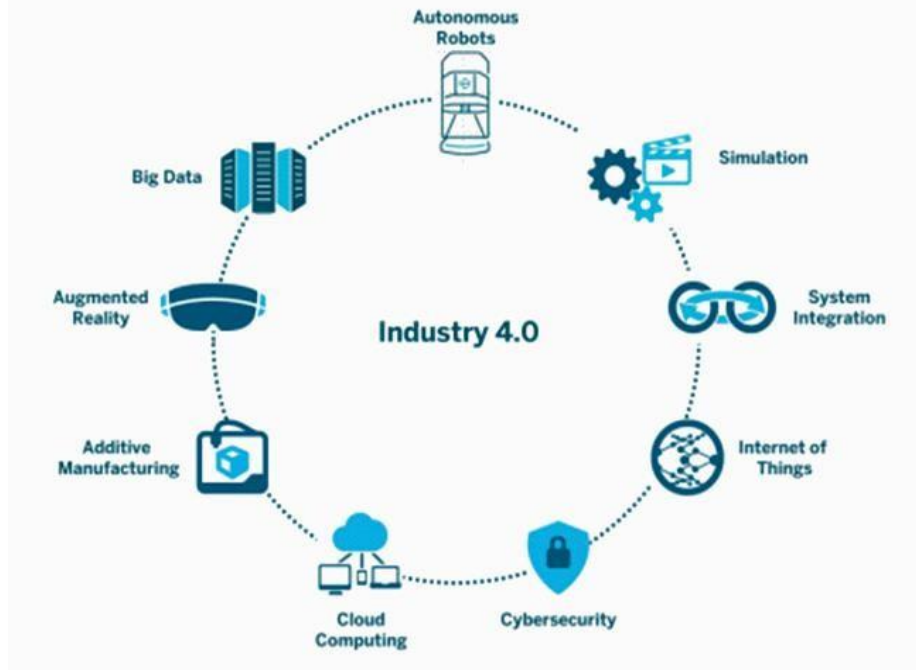 Autonomous
Robots
Simulation
Big Data
System
Integration
Augmented
Reality
Industry 4.0
Internet of
Things
Additive
Manufacturing
Cybersecurity
Cloud
Computing